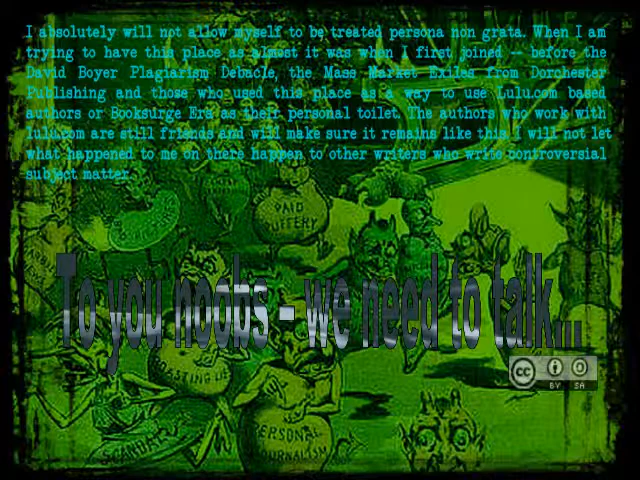 I absolutely will not allow myself to be treated persona non grata. When I am
trying to have this place as almost it was when I first joined -- before the
David Boyer Plagiarism Debacle, the Mass Market Exiles from Dorchester
Publishing and those who used this place as a way to use Lulu.com based
authors or Booksurge Era as their personal toilet. The authors who work with
lulu.com are still friends and will make sure it remains like this. I will not let
what happened to me on there happen to other writers who write controversial
subject matter.
PAID
PUFFERY
To you noobs - we need to talk...
BOASTING LIE
cc BY SA
PERSONAL
JOURNALISM
SCANDAL